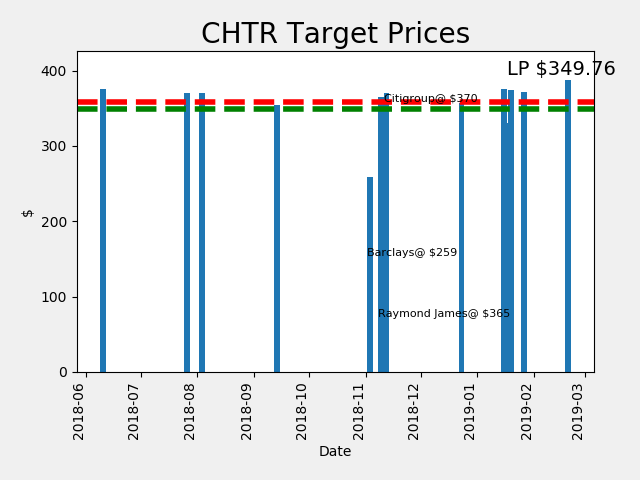 CHTR Target Prices
LP $349.76
400
Citigroup@ $370
300
$
200
Barclays@ $259
100
Raymond James@ $365
0
2018-06
2018-07
2018-08
2018-09
2018-10
2018-11
2018-12
2019-01
2019-02
2019-03
Date